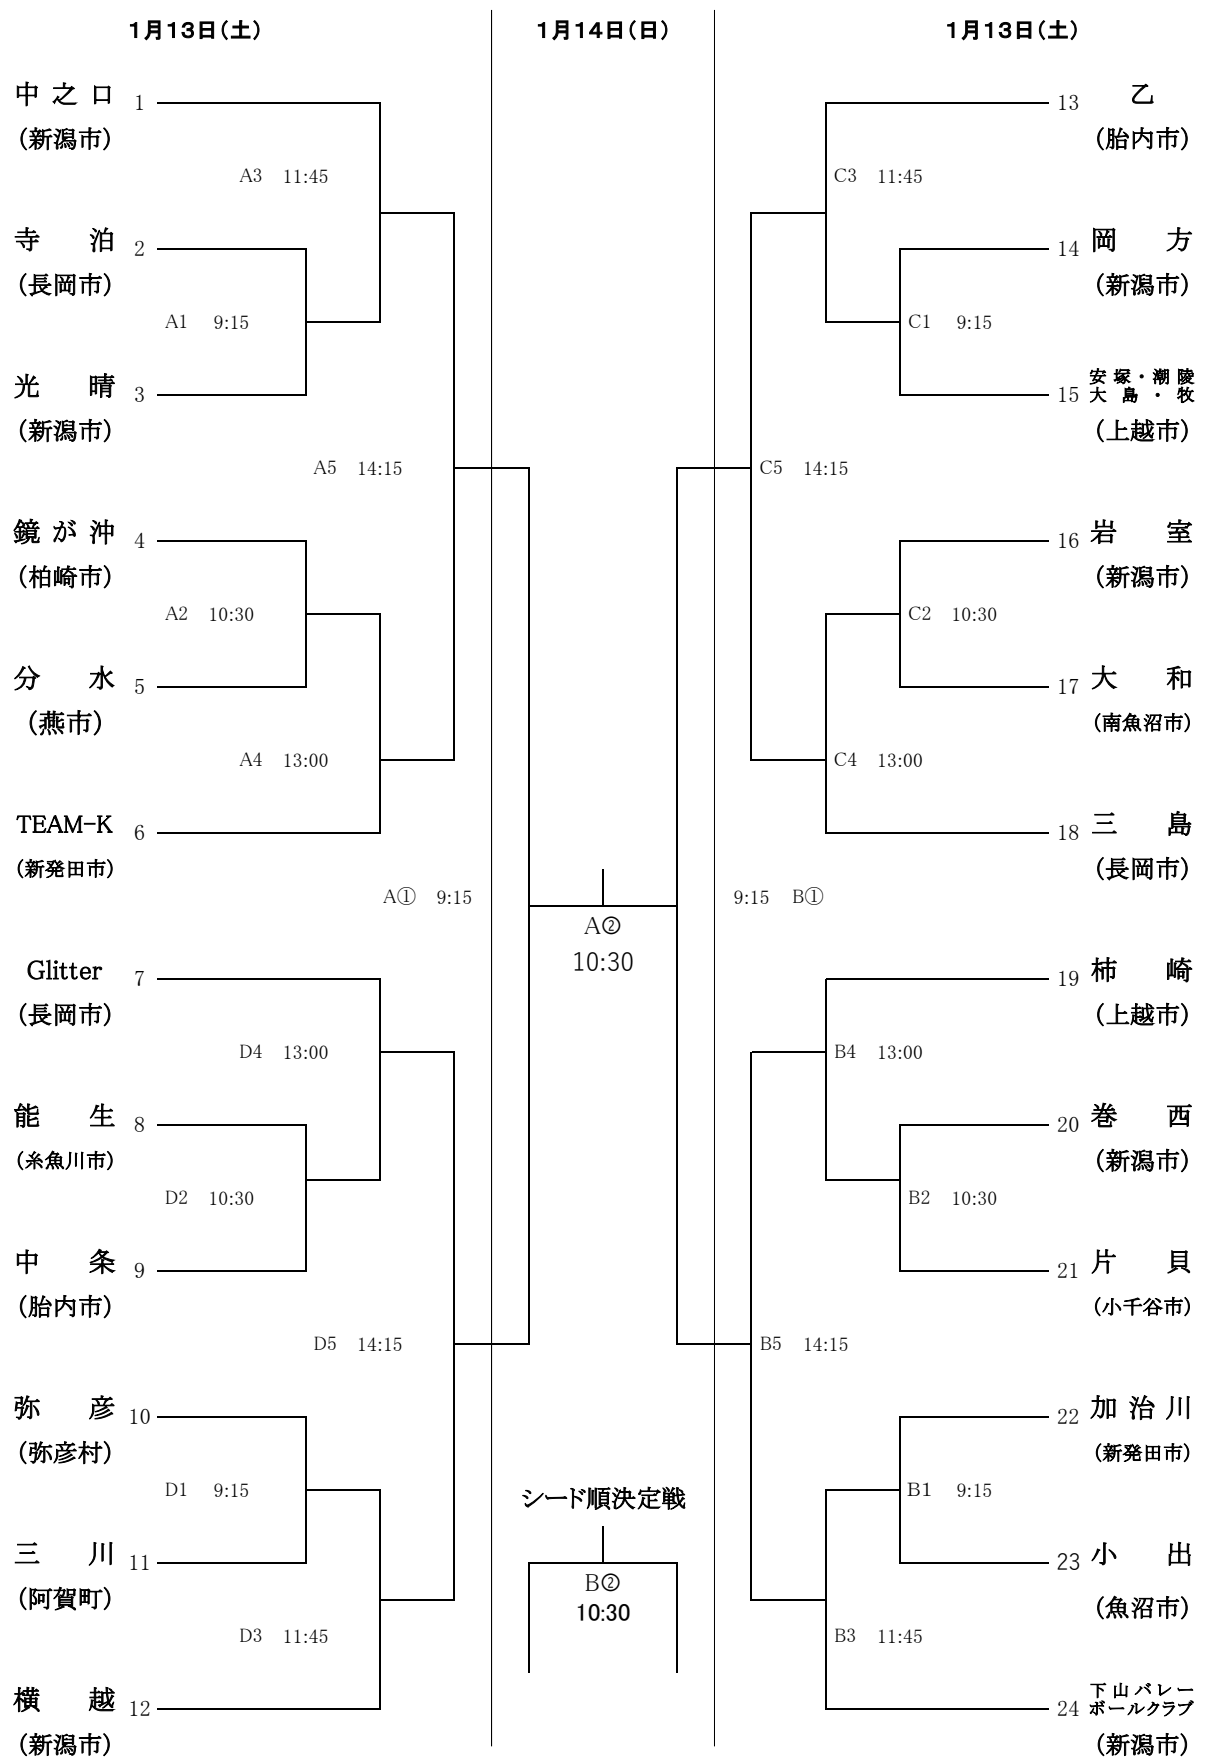 1月13日(土)
1月14日(日)
1月13日(土)
中之口 1
(新潟市)
A3 11:45
寺泊 2
(長岡市)
A1 9:15
光晴 3
(新潟市)
A5 14:15
鏡が沖 4
(柏崎市)
A2 10:30
分水 5
(燕市)
A4 13:00
TEAM-K 6
(新発田市)
A① 9:15
Glitter 7
(長岡市)
D4 13:00
能生 8
(糸魚川市)
D2 10:30
中条 9
(胎内市)
D5 14:15
弥彦 10
(弥彦村)
D1 9:15
三川 11
(阿賀町)
D3 11:45
横越 12
(新潟市)
A②
10:30
シード順決定戦
B②
10:30
13 乙
(胎内市)
C3 11:45
14 岡方
(新潟市)
C1 9:15
15 安塚・潮陵
大島・牧
(上越市)
C5 14:15
16 岩室
(新潟市)
C2 10:30
17 大和
(南魚沼市)
C4 13:00
18 三島
(長岡市)
9:15 B①
19 柿崎
(上越市)
B4 13:00
20 巻西
(新潟市)
B2 10:30
21 片貝
(小千谷市)
B5 14:15
22 加治川
(新発田市)
B1 9:15
23 小出
(魚沼市)
B3 11:45
24 下山バレー
ボールクラブ
(新潟市)